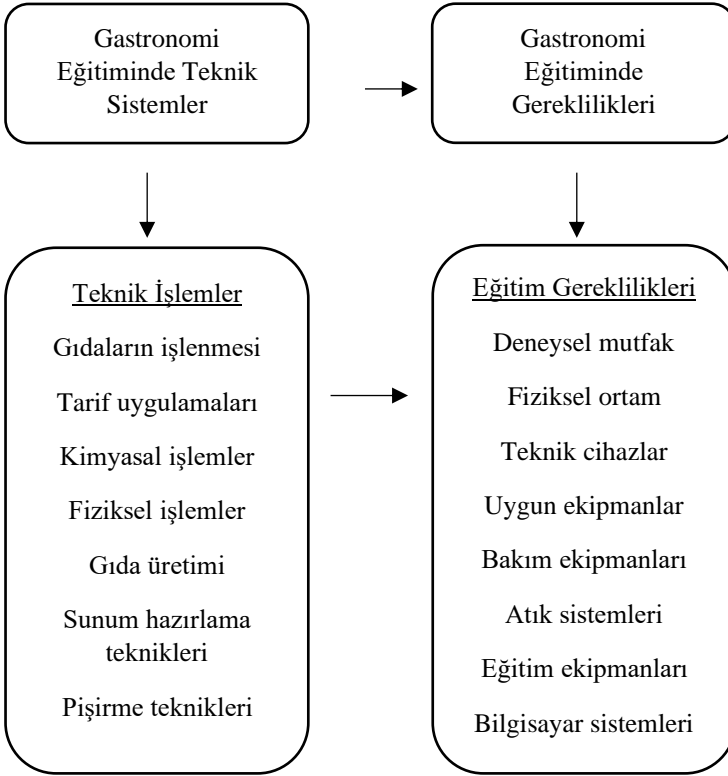 Gastronomi
Eğitiminde Teknik
Sistemler
Gastronomi
Eğitiminde
Gereklilikleri
Teknik İşlemler
Gıdaların işlenmesi
Tarif uygulamaları
Kimyasal işlemler
Fiziksel işlemler
Gıda üretimi
Sunum hazırlama
teknikleri
Pişirme teknikleri
Eğitim Gereklilikleri
Deneysel mutfak
Fiziksel ortam
Teknik cihazlar
Uygun ekipmanlar
Bakım ekipmanları
Atık sistemleri
Eğitim ekipmanları
Bilgisayar sistemleri